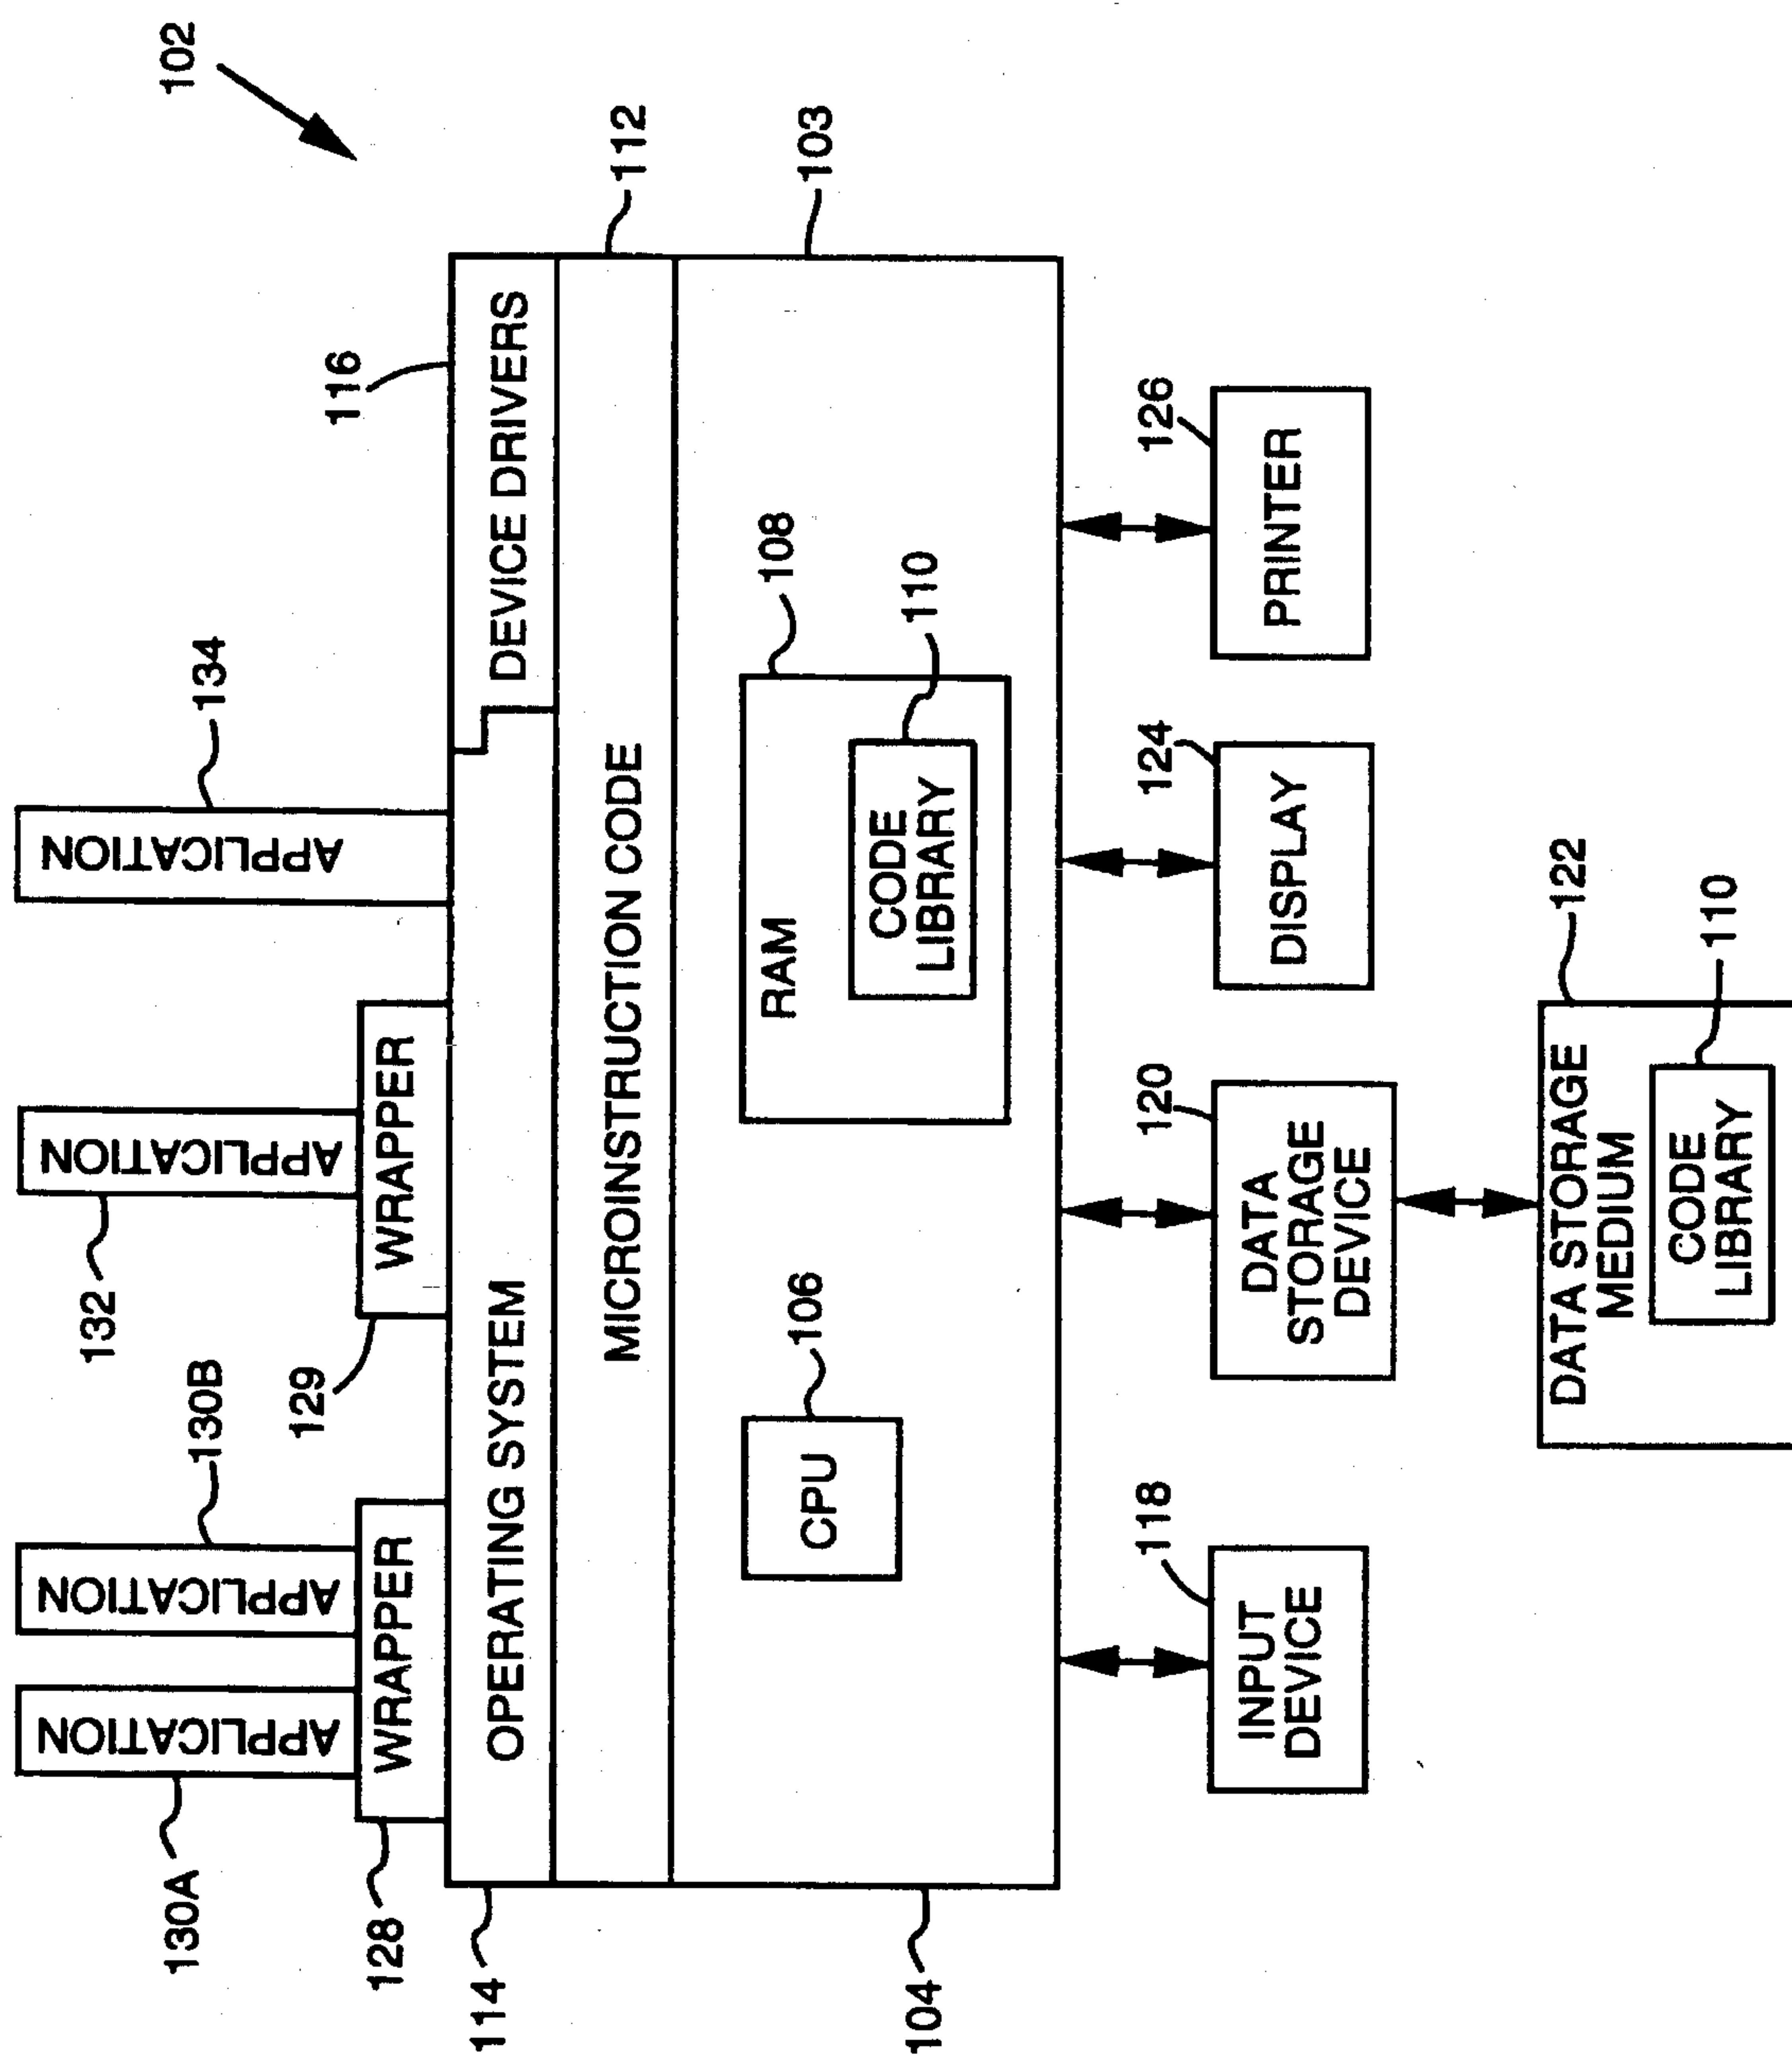 102
130A
APPLICATION
130B
APPLICATION
132
APPLICATION
134
APPLICATION
128
WRAPPER
129
WRAPPER
116
114
OPERATING SYSTEM
DEVICE DRIVERS
112
MICROINSTRUCTION CODE
103
104
106
CPU
108
RAM
110
CODE
LIBRARY
118
INPUT
DEVICE
120
DATA
STORAGE
DEVICE
124
DISPLAY
126
PRINTER
122
DATA STORAGE
MEDIUM
110
CODE
LIBRARY